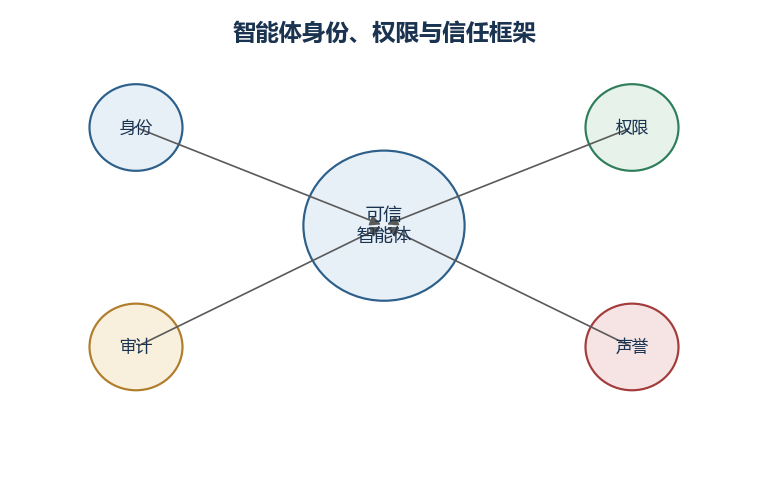 智能体身份、权限与信任框架
身份
权限
可信
智能体
审计
声誉